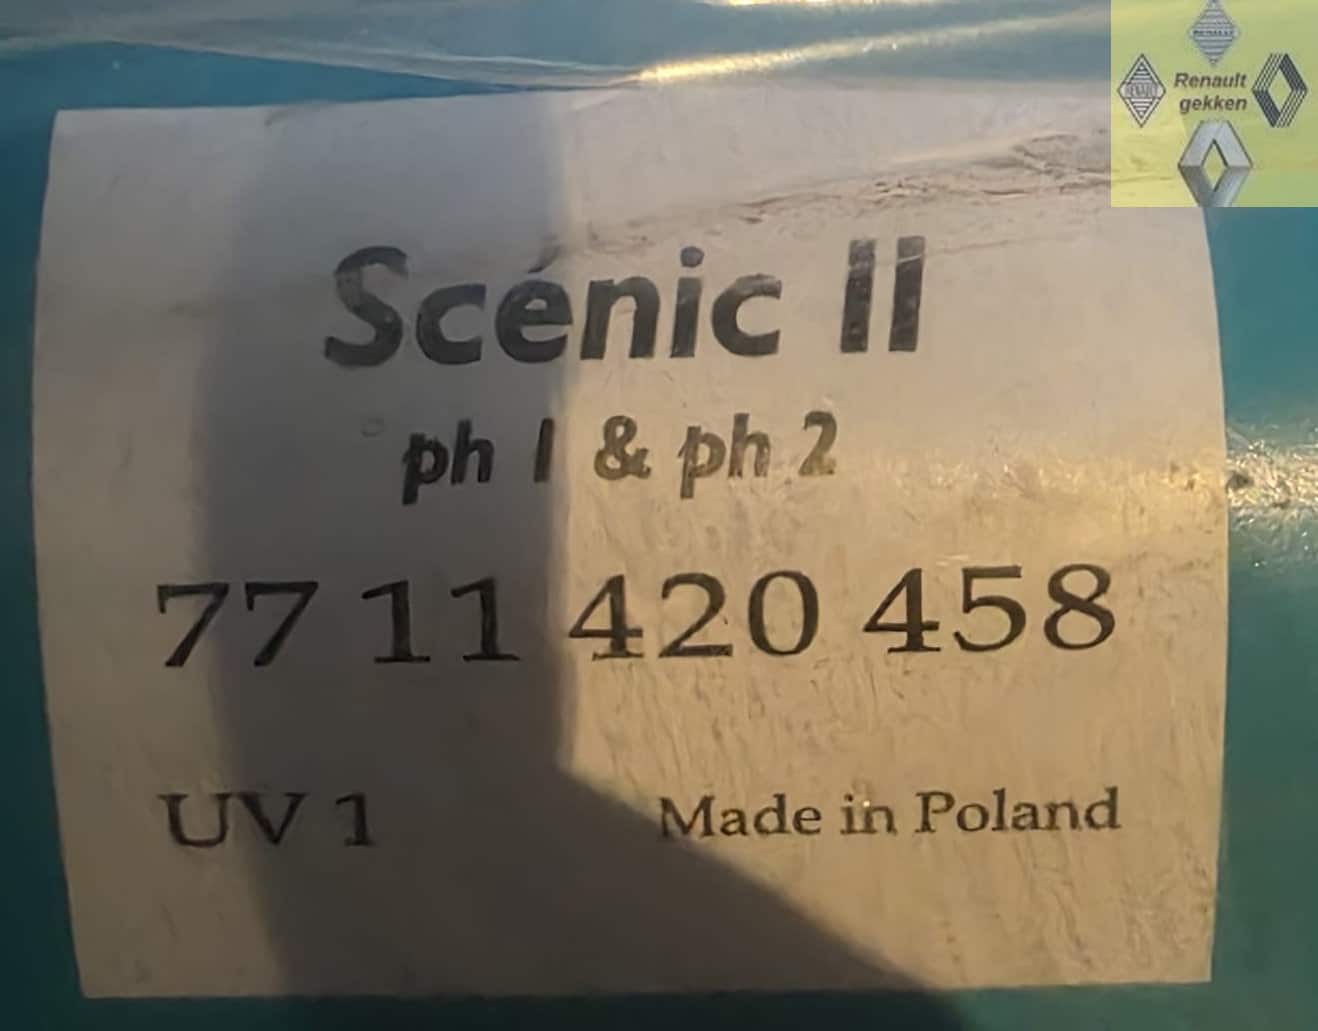 Renault
gekken
Scénic II
ph 1 & ph 2
77 11 420 458
UV 1 Made in Poland